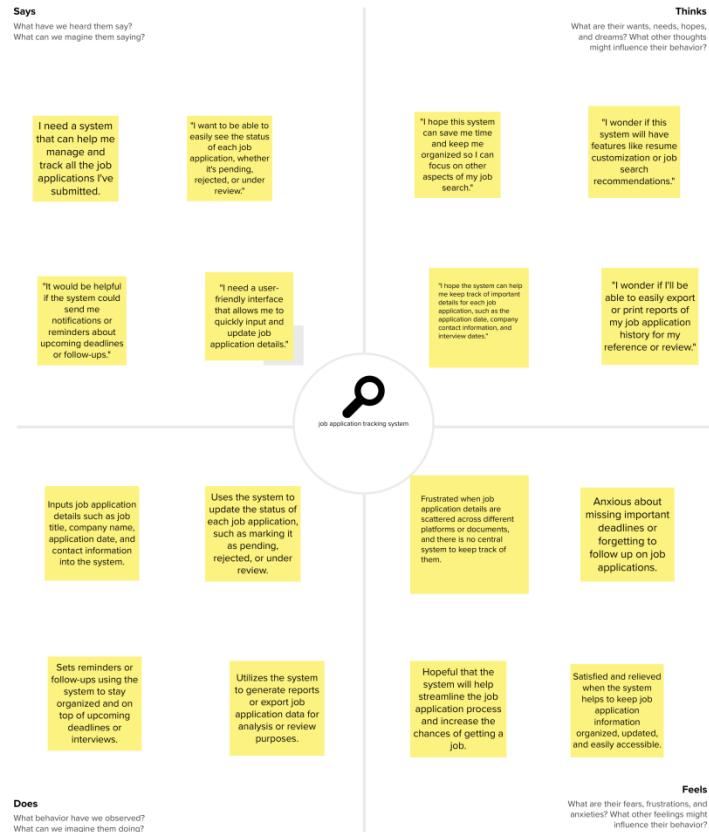 Says
What have we heard them say?
What can we magine them saying?
Thinks
What are their wants, needs, hopes,
and dreams? What other thoughts
might influence their behavior?
I need a system
that can help me
manage and
track all the job
applications I've
submitted.
"I want to be able to
easily see the status
of each job
application, whether
it's pending,
rejected, or under
review."
"I hope this system
can save me time
and keep me
organized so I can
focus on other
aspects of my job
search."
"I wonder if this
system will have
features like resume
customization or job
search
recommendations."
"It would be helpful
if the system could
send me
notifications or
reminders about
upcoming deadlines
or follow-ups."
"I need a user-
friendly interface
that allows me to
quickly input and
update job
application details."
"I hope the system can help
me keep track of important
details for each job
application, such as the
application date, company
contact information, and
interview dates."
"I wonder if I'll be
able to easily export
or print reports of
my job application
history for my
reference or review."
job application tracking system
Inputs job application
details such as job
title, company name,
application date, and
contact information
into the system.
Uses the system to
update the status of
each job application,
such as marking it
as pending,
rejected, or under
review.
Frustrated when job
application details are
scattered across different
platforms or documents,
and there is no central
system to keep track of
them.
Anxious about
missing important
deadlines or
forgetting to
follow up on job
applications.
Sets reminders or
follow-ups using the
system to stay
organized and on
top of upcoming
deadlines or
interviews.
Utilizes the system
to generate reports
or export job
application data for
analysis or review
purposes.
Hopeful that the
system will help
streamline the job
application process
and increase the
chances of getting a
job.
Satisfied and relieved
when the system
helps to keep job
application
information
organized, updated,
and easily accessible.
Does
What behavior have we observed?
What can we imagine them doing?
Feels
What are their fears, frustrations, and
anxieties? What other feelings might
influence their behavior?